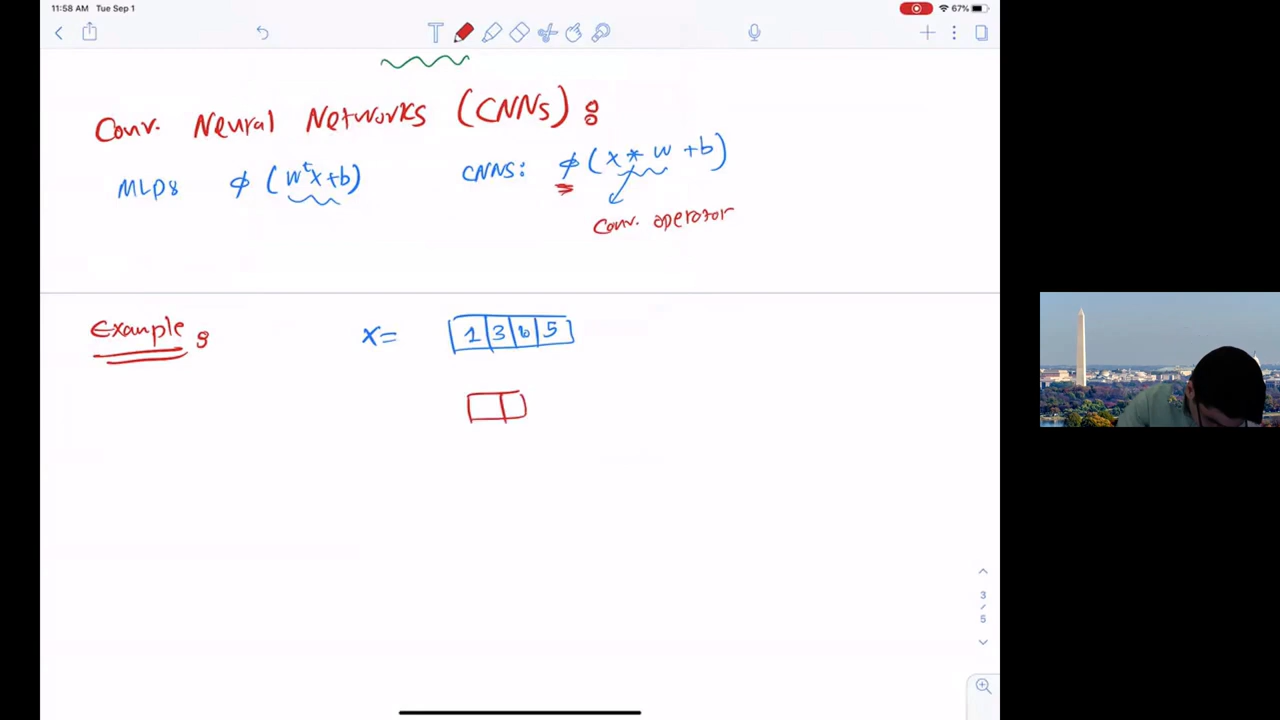 11:58 AM Tue Sep 1
67%
T
Conv. Neural Networks (CNNs) :
MLPs ϕ (wᵗx+b)
CNNs: ϕ (x * w + b)
Conv. operator
Example :
x= 1 3 6 5
3
/
5